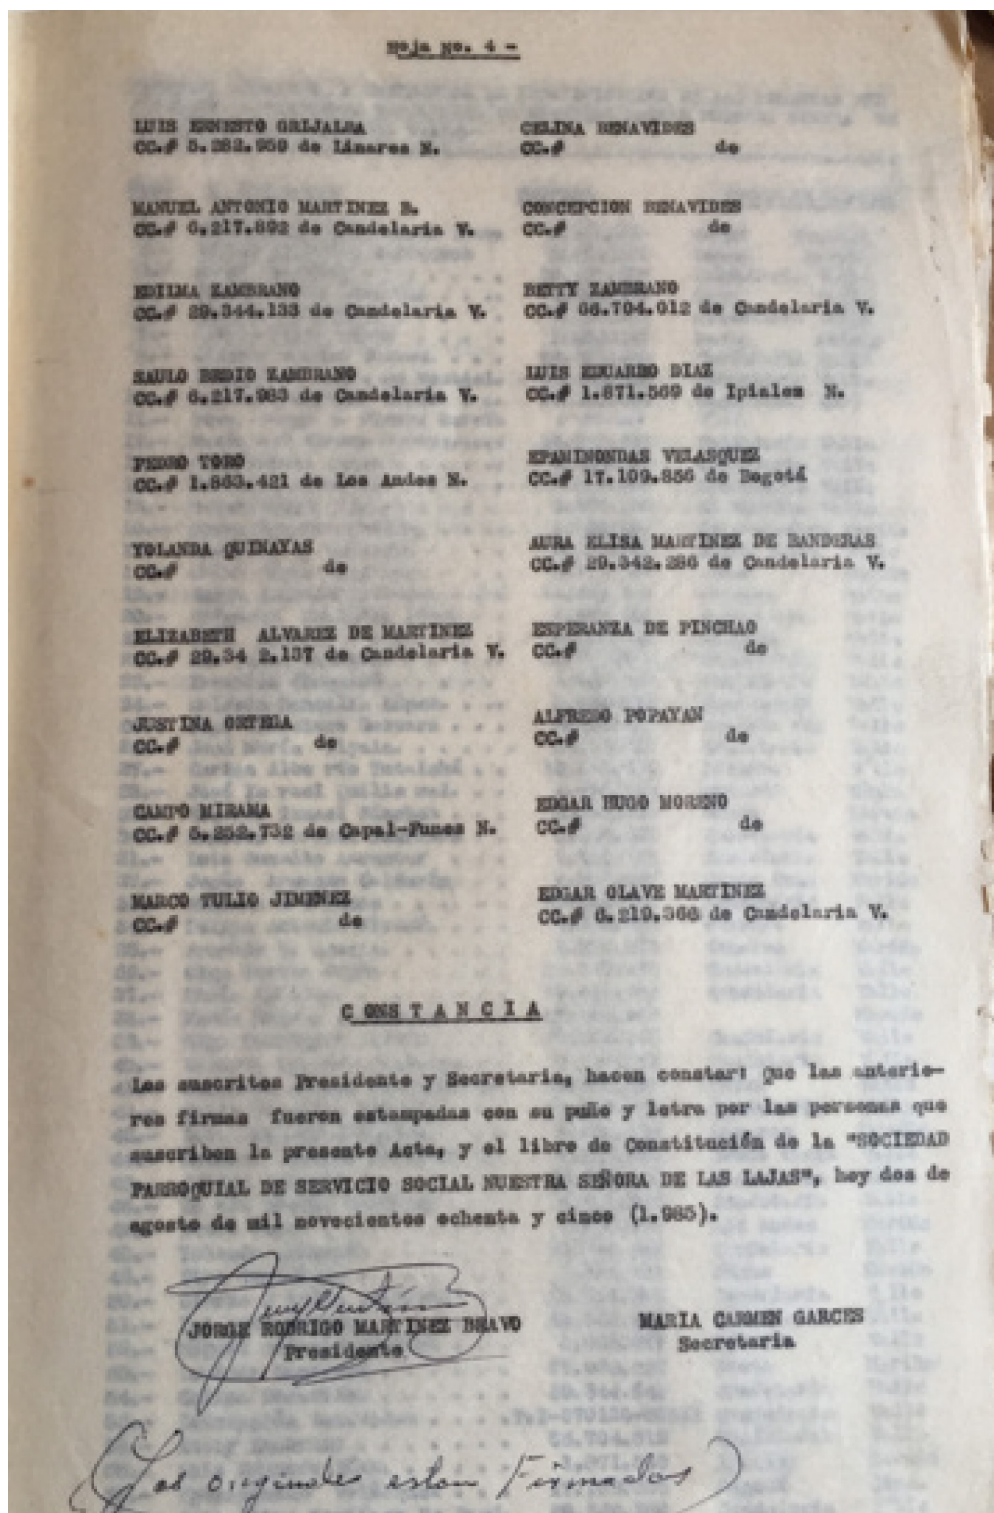 Hoja No. 4 -
LUIS ERNESTO GRIJALBA CELINA BENAVIDES
CC.# 5.282.959 de Linares N. CC.# de
MANUEL ANTONIO MARTINEZ B. CONCEPCION BENAVIDES
CC.# 6.217.892 de Candelaria V. CC.# de
EDILMA ZAMBRANO BETTY ZAMBRANO
CC.# 29.344.133 de Candelaria V. CC.# 66.704.012 de Candelaria V.
SAULO BEDIO ZAMBRANO LUIS EDUARDO DIAZ
CC.# 6.217.983 de Candelaria V. CC.# 1.871.569 de Ipiales N.
PEDRO TORO EPAMINONDAS VELASQUEZ
CC.# 1.863.421 de Los Andes N. CC.# 17.109.856 de Bogotá
YOLANDA QUINAYAS AURA ELISA MARTINEZ DE BANDERAS
CC.# de CC.# 29.342.286 de Candelaria V.
ELIZABETH ALVAREZ DE MARTINEZ ESPERANZA DE PINCHAO
CC.# 29.34 2.137 de Candelaria V. CC.# de
JUSTINA ORTEGA ALFREDO POPAYAN
CC.# de CC.# de
CAMPO MIRAMA EDGAR HUGO MORENO
CC.# 5.252.732 de Capal-Funes N. CC.# de
MARCO TULIO JIMENEZ EDGAR OLAVE MARTINEZ
CC.# de CC.# 6.219.366 de Candelaria V.
C ONS T A N C I A
Los suscritos Presidente y Secretaria, hacen constar: Que las anterio-
res firmas fueron estampadas con su puño y letra por las personas que
suscriben la presente Acta, y el libro de Constitución de la "SOCIEDAD
PARROQUIAL DE SERVICIO SOCIAL NUESTRA SEÑORA DE LAS LAJAS", hoy dos de
agosto de mil novecientos ochenta y cinco (1.985).
JORGE RODRIGO MARTINEZ BRAVO MARIA CARMEN GARCES
Presidente Secretaria
(Los originales estan Firmados)